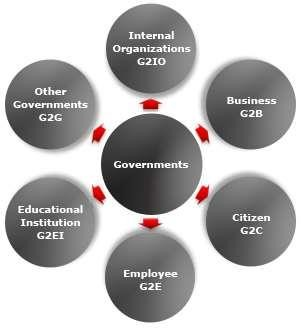 Internal
Organizations
G2IO
Other
Governments
G2G
Business
G2B
Governments
Educational
Institution
G2EI
Citizen
G2C
Employee
G2E